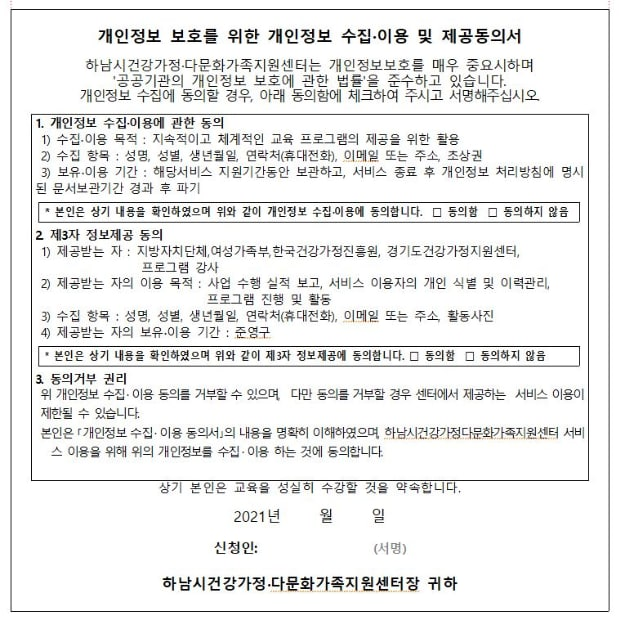 개인정보 보호를 위한 개인정보 수집·이용 및 제공동의서
하남시건강가정·다문화가족지원센터는 개인정보보호를 매우 중요시하며
'공공기관의 개인정보 보호에 관한 법률'을 준수하고 있습니다.
개인정보 수집에 동의할 경우, 아래 동의함에 체크하여 주시고 서명해주십시오.
1. 개인정보 수집·이용에 관한 동의
1) 수집·이용 목적 : 지속적이고 체계적인 교육 프로그램의 제공을 위한 활용
2) 수집 항목 : 성명, 성별, 생년월일, 연락처(휴대전화), 이메일 또는 주소, 초상권
3) 보유·이용 기간 : 해당서비스 지원기간동안 보관하고, 서비스 종료 후 개인정보 처리방침에 명시
된 문서보관기간 경과 후 파기
* 본인은 상기 내용을 확인하였으며 위와 같이 개인정보 수집·이용에 동의합니다. □ 동의함 □ 동의하지 않음
2. 제3자 정보제공 동의
1) 제공받는 자 : 지방자치단체,여성가족부,한국건강가정진흥원, 경기도건강가정지원센터,
프로그램 강사
2) 제공받는 자의 이용 목적 : 사업 수행 실적 보고, 서비스 이용자의 개인 식별 및 이력관리,
프로그램 진행 및 활동
3) 수집 항목 : 성명, 성별, 생년월일, 연락처(휴대전화), 이메일 또는 주소, 활동사진
4) 제공받는 자의 보유·이용 기간 : 준영구
* 본인은 상기 내용을 확인하였으며 위와 같이 제3자 정보제공에 동의합니다. □ 동의함 □ 동의하지 않음
3. 동의거부 권리
위 개인정보 수집·이용 동의를 거부할 수 있으며, 다만 동의를 거부할 경우 센터에서 제공하는 서비스 이용이
제한될 수 있습니다.
본인은 「개인정보 수집·이용 동의서」의 내용을 명확히 이해하였으며, 하남시건강가정다문화가족지원센터 서비
스 이용을 위해 위의 개인정보를 수집·이용 하는 것에 동의합니다.
상기 본인은 교육을 성실히 수강할 것을 약속합니다.
2021년 월 일
신청인: (서명)
하남시건강가정·다문화가족지원센터장 귀하